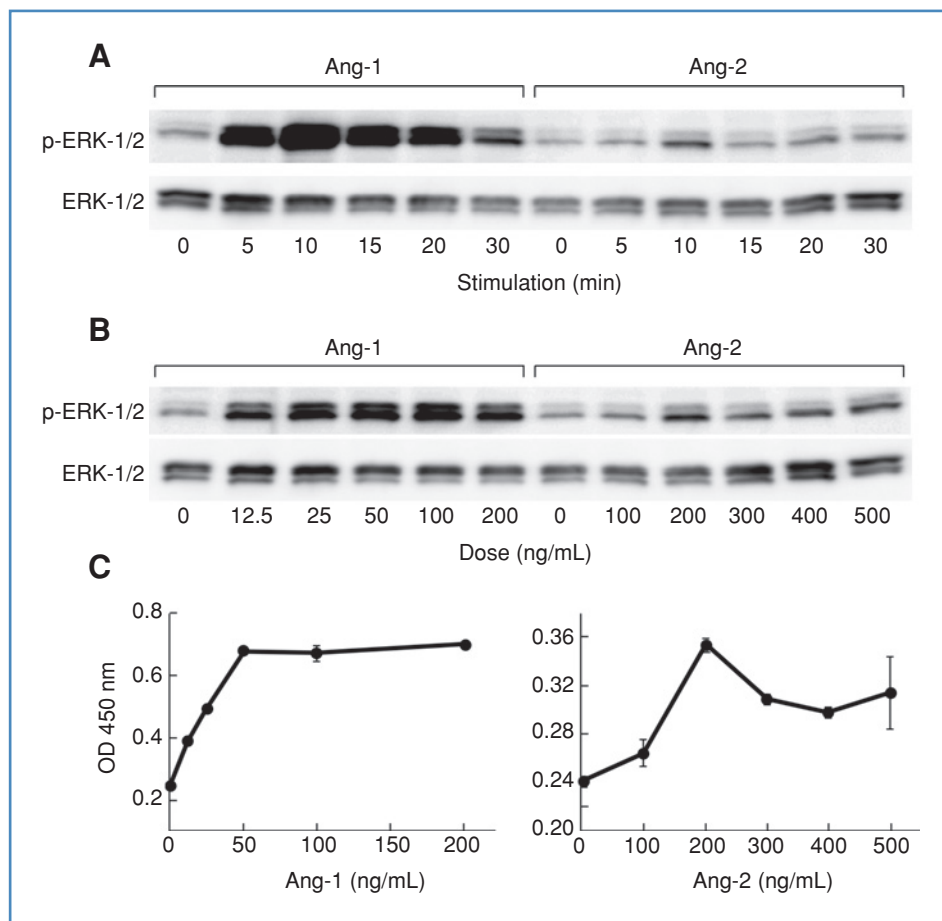 A
Ang-1 Ang-2
p-ERK-1/2
ERK-1/2
0 5 10 15 20 30 0 5 10 15 20 30
Stimulation (min)
B
Ang-1 Ang-2
p-ERK-1/2
ERK-1/2
0 12.5 25 50 100 200 0 100 200 300 400 500
Dose (ng/mL)
C
0.8
0.6
0.4
0.2
OD 450 nm
0 50 100 150 200
Ang-1 (ng/mL)
0.36
0.32
0.28
0.24
0.20
0 100 200 300 400 500
Ang-2 (ng/mL)